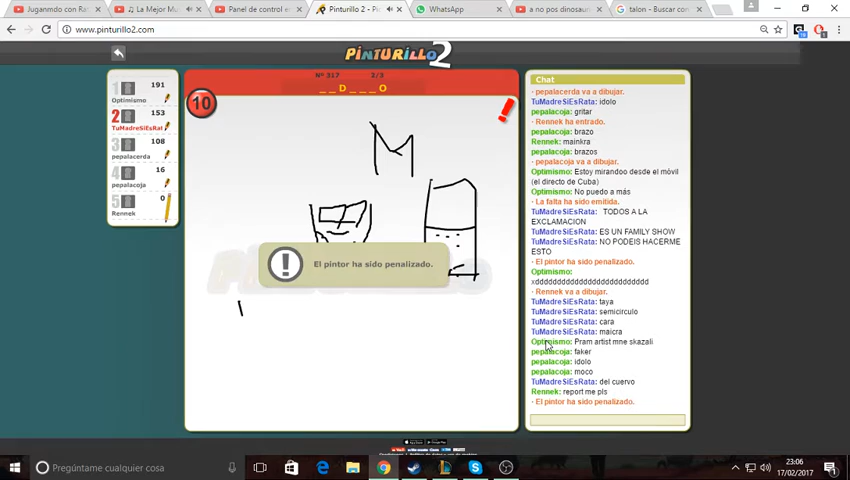 Juganmdo con Rata
La Mejor Mu
Panel de control e
Pinturillo 2 -
WhatsApp
a no pos dinosaur
talon - Buscar con
www.pinturillo2.com
PINTURILLO 2
Nº 317 2/3
_ _ D _ _ _ O
10
1 191
Optimismo
2 153
TuMadreSiEsRat
3 108
pepalacerda
4 16
pepalacoja
5 0
Rennek
M
El pintor ha sido penalizado.
Chat
- pepalacerda va a dibujar.
TuMadreSiEsRata: idolo
pepalacoja: gritar
- Rennek ha entrado.
pepalacoja: brazo
Rennek: mainkra
pepalacoja: brazos
- pepalacoja va a dibujar.
Optimismo: Estoy mirandoo desde el móvil
(el directo de Cuba)
Optimismo: No puedo a más
- La falta ha sido emitida.
TuMadreSiEsRata: TODOS A LA
EXCLAMACION
TuMadreSiEsRata: ES UN FAMILY SHOW
TuMadreSiEsRata: NO PODEIS HACERME
ESTO
- El pintor ha sido penalizado.
Optimismo:
xdddddddddddddddddddddddddd
- Rennek va a dibujar.
TuMadreSiEsRata: taya
TuMadreSiEsRata: semicirculo
TuMadreSiEsRata: cara
TuMadreSiEsRata: maicra
Optimismo: Pram artist mne skazali
pepalacoja: faker
pepalacoja: idolo
pepalacoja: moco
TuMadreSiEsRata: del cuervo
Rennek: report me pls
- El pintor ha sido penalizado.
Pregúntame cualquier cosa
23:06
17/02/2017